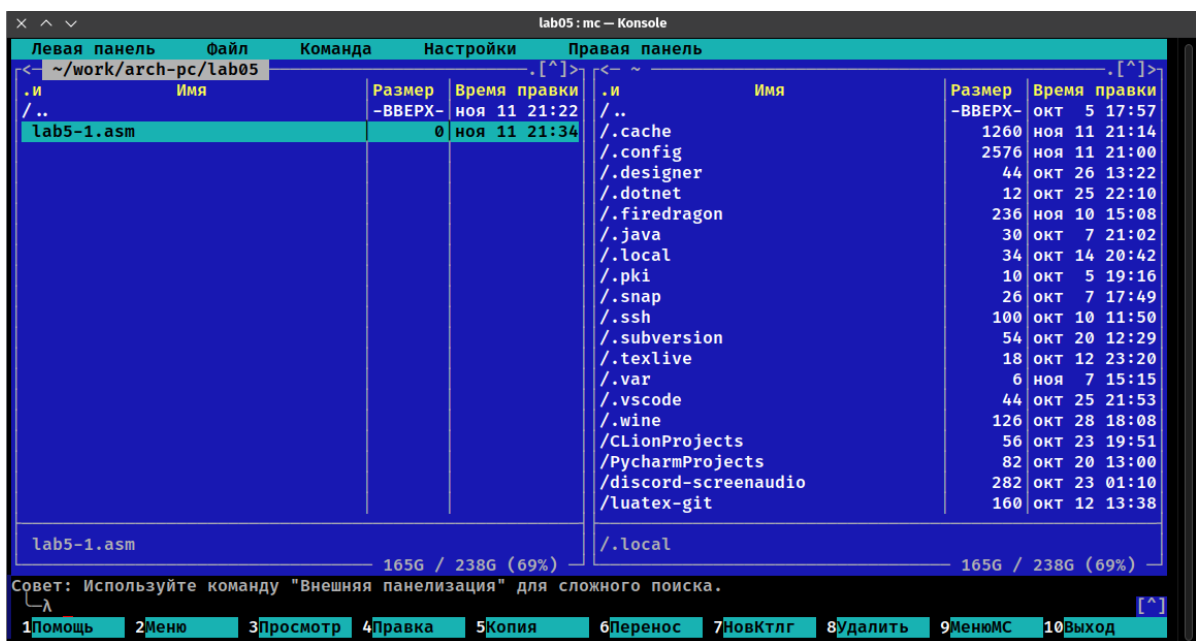 lab05 : mc — Konsole
Левая панель Файл Команда Настройки Правая панель
<— ~/work/arch-pc/lab05 .[^]> <— ~ .[^]>
.и Имя Размер Время правки .и Имя Размер Время правки
/.. -ВВЕРХ- ноя 11 21:22 /.. -ВВЕРХ- окт 5 17:57
lab5-1.asm 0 ноя 11 21:34 /.cache 1260 ноя 11 21:14
/.config 2576 ноя 11 21:00
/.designer 44 окт 26 13:22
/.dotnet 12 окт 25 22:10
/.firedragon 236 ноя 10 15:08
/.java 30 окт 7 21:02
/.local 34 окт 14 20:42
/.pki 10 окт 5 19:16
/.snap 26 окт 7 17:49
/.ssh 100 окт 10 11:50
/.subversion 54 окт 20 12:29
/.texlive 18 окт 12 23:20
/.var 6 ноя 7 15:15
/.vscode 44 окт 25 21:53
/.wine 126 окт 28 18:08
/CLionProjects 56 окт 23 19:51
/PycharmProjects 82 окт 20 13:00
/discord-screenaudio 282 окт 23 01:10
/luatex-git 160 окт 12 13:38
lab5-1.asm /.local
165G / 238G (69%) 165G / 238G (69%)
Совет: Используйте команду "Внешняя панелизация" для сложного поиска.
╰─λ [^]
1Помощь 2Меню 3Просмотр 4Правка 5Копия 6Перенос 7НовКтлг 8Удалить 9МенюMC 10Выход